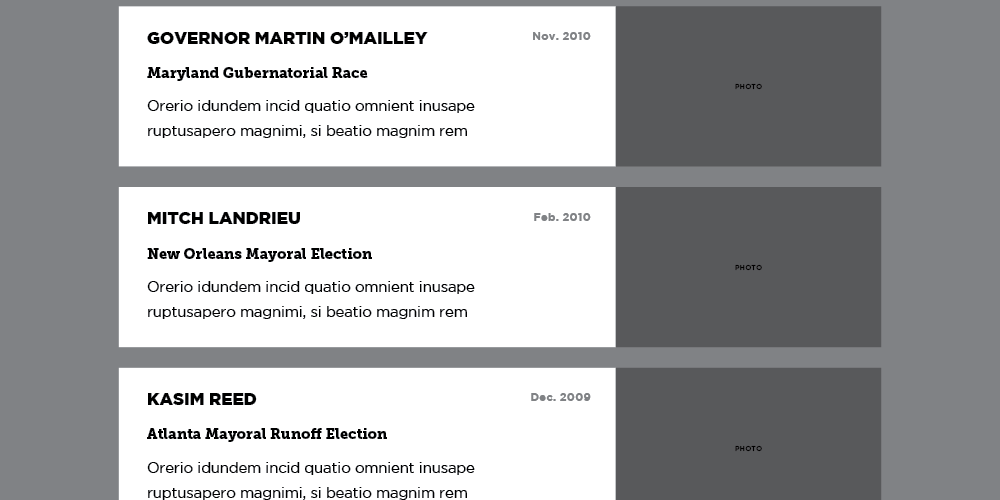 GOVERNOR MARTIN O’MAILLEY
Nov. 2010
Maryland Gubernatorial Race
Orerio idundem incid quatio omnient inusape
ruptusapero magnimi, si beatio magnim rem
PHOTO
MITCH LANDRIEU
Feb. 2010
New Orleans Mayoral Election
Orerio idundem incid quatio omnient inusape
ruptusapero magnimi, si beatio magnim rem
PHOTO
KASIM REED
Dec. 2009
Atlanta Mayoral Runoff Election
Orerio idundem incid quatio omnient inusape
ruptusapero magnimi, si beatio magnim rem
PHOTO